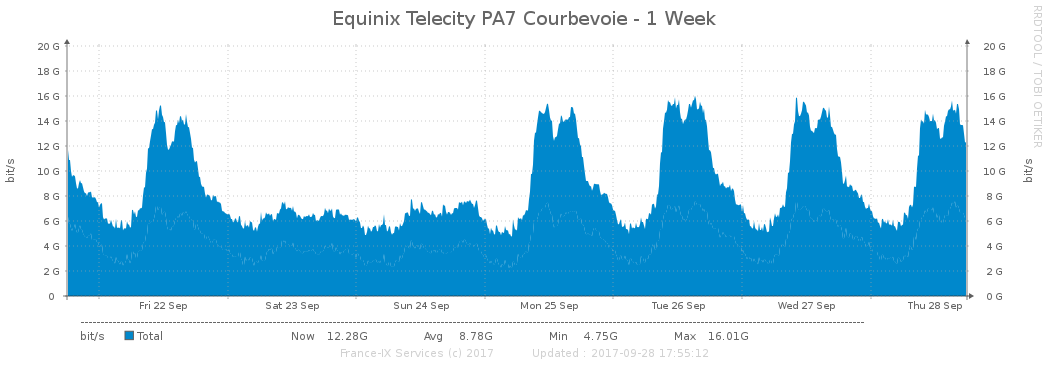 Equinix Telecity PA7 Courbevoie - 1 Week
RRDTOOL / TOBI OETIKER
20 G 20 G
18 G 18 G
16 G 16 G
14 G 14 G
12 G 12 G
10 G 10 G
8 G 8 G
6 G 6 G
4 G 4 G
2 G 2 G
0 0 G
bit/s
bit/s
Fri 22 Sep Sat 23 Sep Sun 24 Sep Mon 25 Sep Tue 26 Sep Wed 27 Sep Thu 28 Sep
bit/s Total Now 12.28G Avg 8.78G Min 4.75G Max 16.01G
France-IX Services (c) 2017 Updated : 2017-09-28 17:55:12